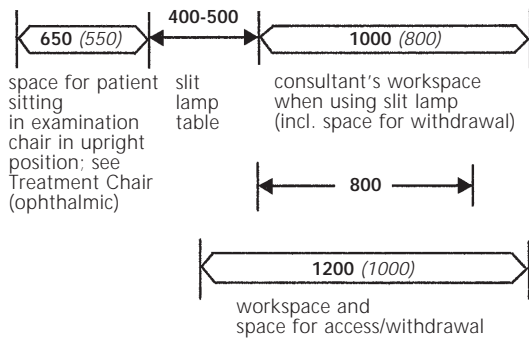 650 (550)
400-500
1000 (800)
space for patient
sitting
in examination
chair in upright
position; see
Treatment Chair
(ophthalmic)
slit
lamp
table
consultant's workspace
when using slit lamp
(incl. space for withdrawal)
800
1200 (1000)
workspace and
space for access/withdrawal